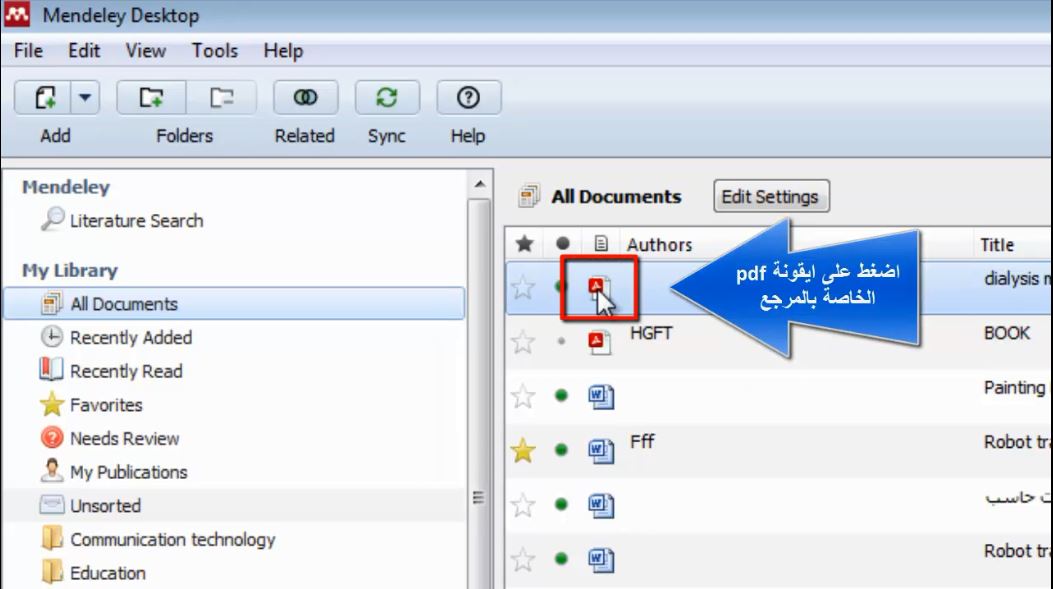 Mendeley Desktop
File Edit View Tools Help
Add Folders Related Sync Help
Mendeley
Literature Search
My Library
All Documents
Recently Added
Recently Read
Favorites
Needs Review
My Publications
Unsorted
Communication technology
Education
All Documents Edit Settings
Authors Title
dialysis m
اضغط على ايقونة pdf
الخاصة بالمرجع
HGFT BOOK
Painting
Fff Robot tra
ت حاسب
Robot tra